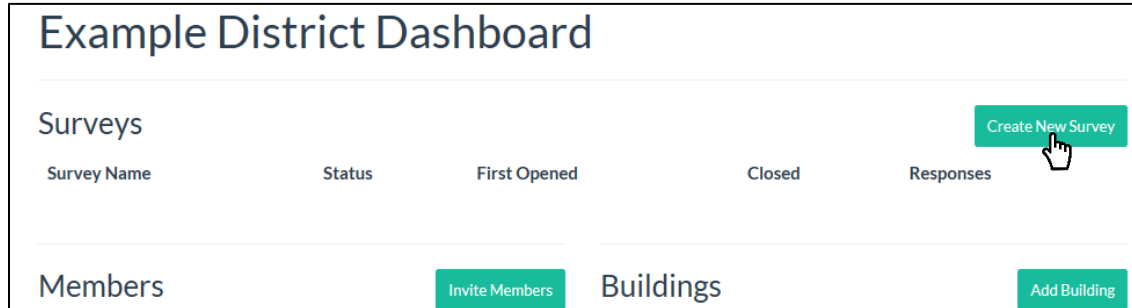 Example District Dashboard
Surveys
Create New Survey
Survey Name Status First Opened Closed Responses
Members Invite Members Buildings Add Building